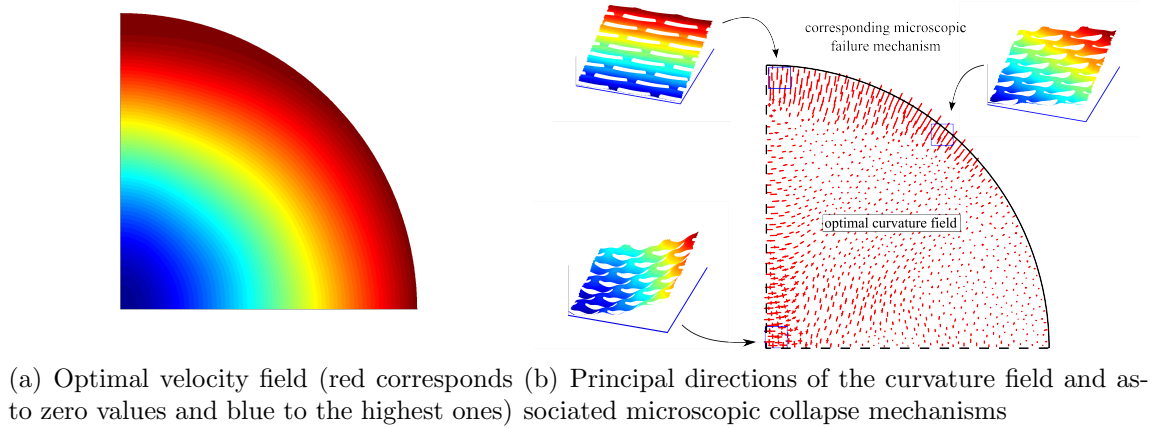 corresponding microscopic
failure mechanism
optimal curvature field
(a) Optimal velocity field (red corresponds
to zero values and blue to the highest ones)
(b) Principal directions of the curvature field and as-
sociated microscopic collapse mechanisms